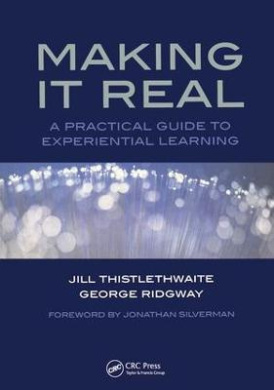 MAKING
IT REAL
A PRACTICAL GUIDE TO
EXPERIENTIAL LEARNING
JILL THISTLETHWAITE
GEORGE RIDGWAY
FOREWORD BY JONATHAN SILVERMAN
CRC Press
Taylor & Francis Group